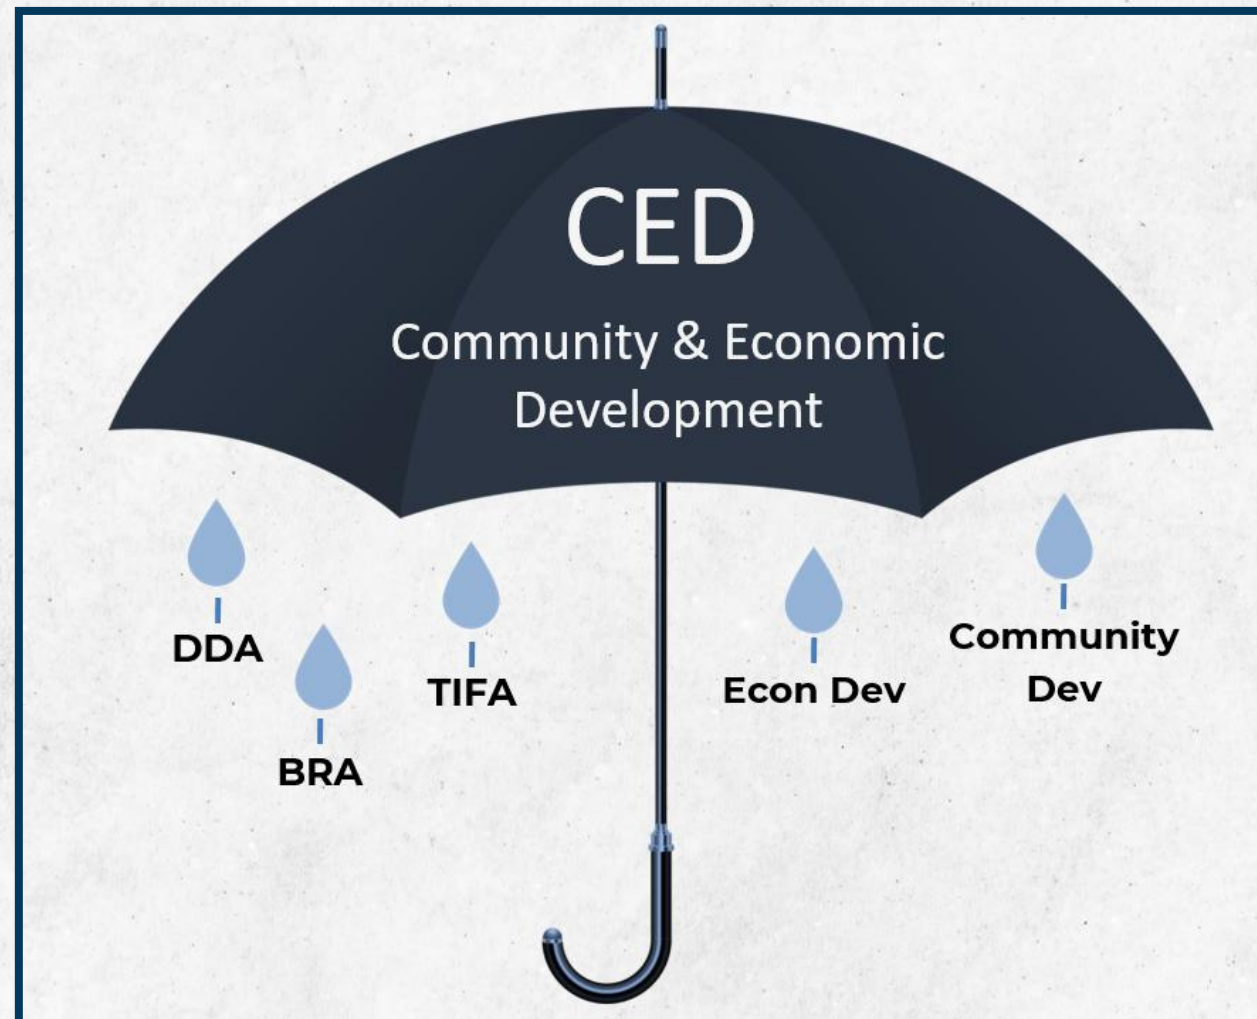 CED
Community & Economic
Development
DDA
BRA
TIFA
Econ Dev
Community
Dev